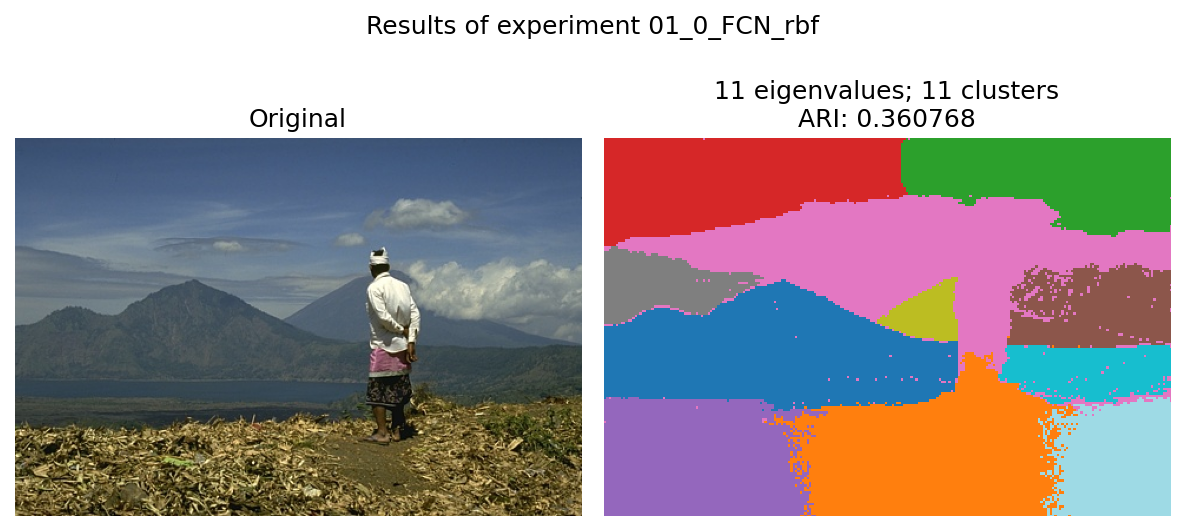 Results of experiment 01_0_FCN_rbf
Original
11 eigenvalues; 11 clusters
ARI: 0.360768